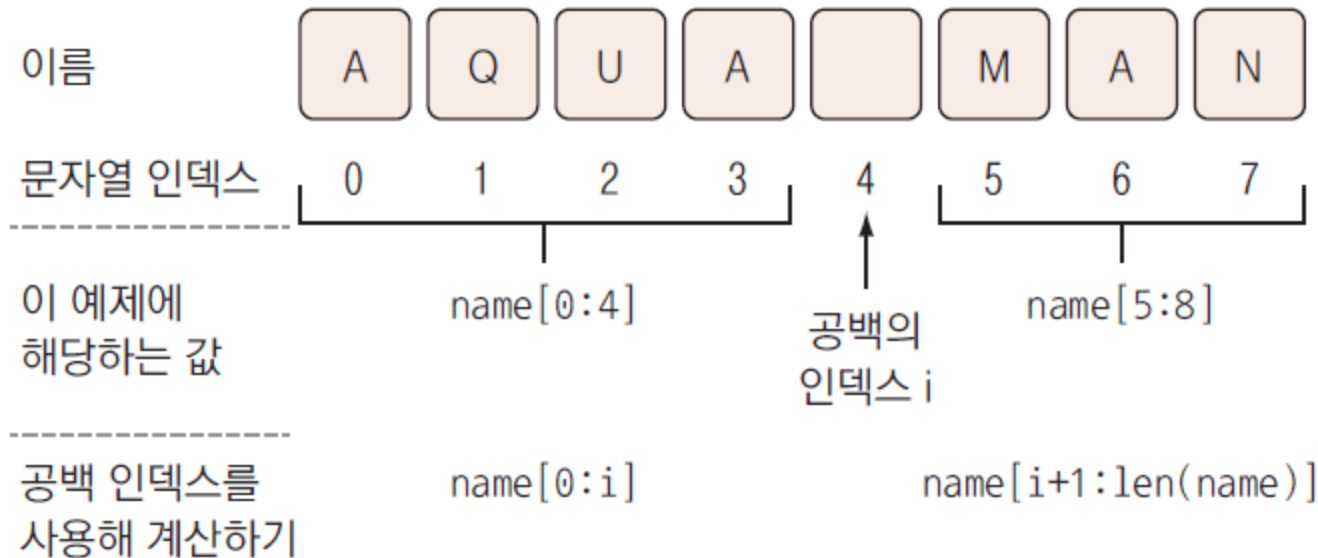 이름 A Q U A M A N
문자열 인덱스 0 1 2 3 4 5 6 7
이 예제에
해당하는 값
name[0:4]
공백의
인덱스 i
name[5:8]
공백 인덱스를
사용해 계산하기
name[0:i]
name[i+1:len(name)]